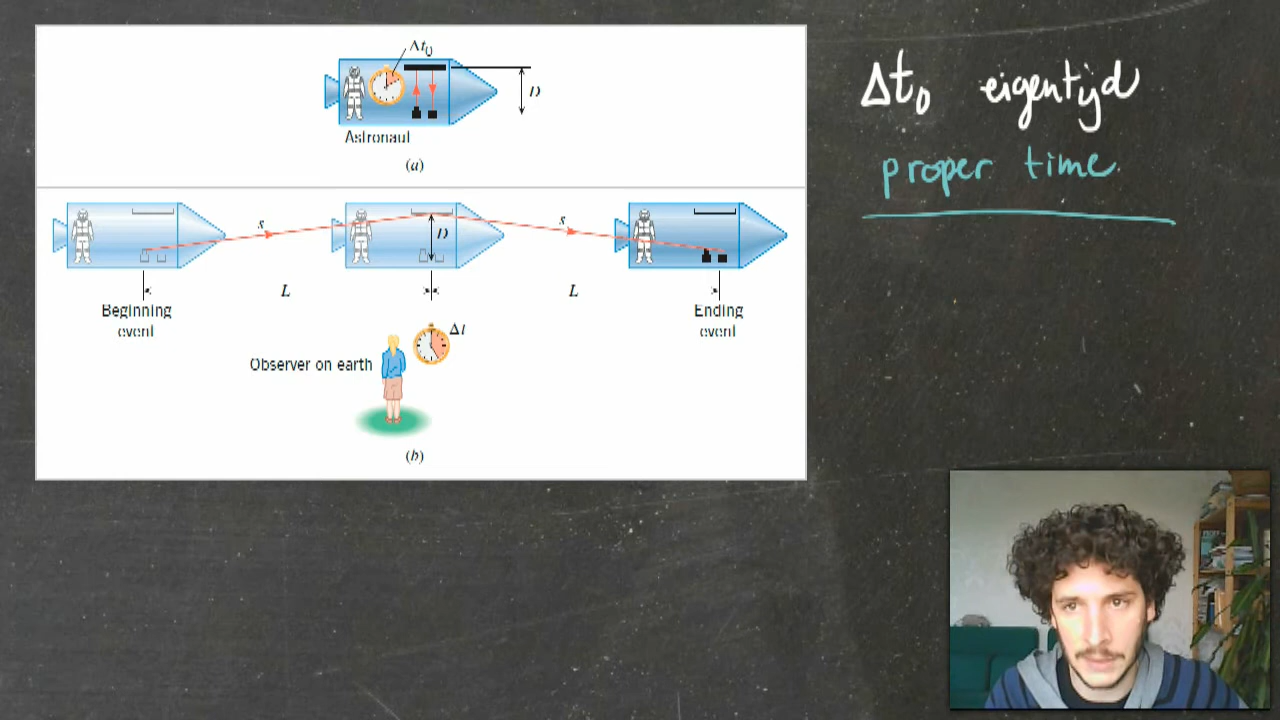 Δt₀
D
Astronaut
(a)
s
D
s
L
L
Beginning
event
Ending
event
Δt
Observer on earth
(b)
Δt₀ eigentijd
proper time